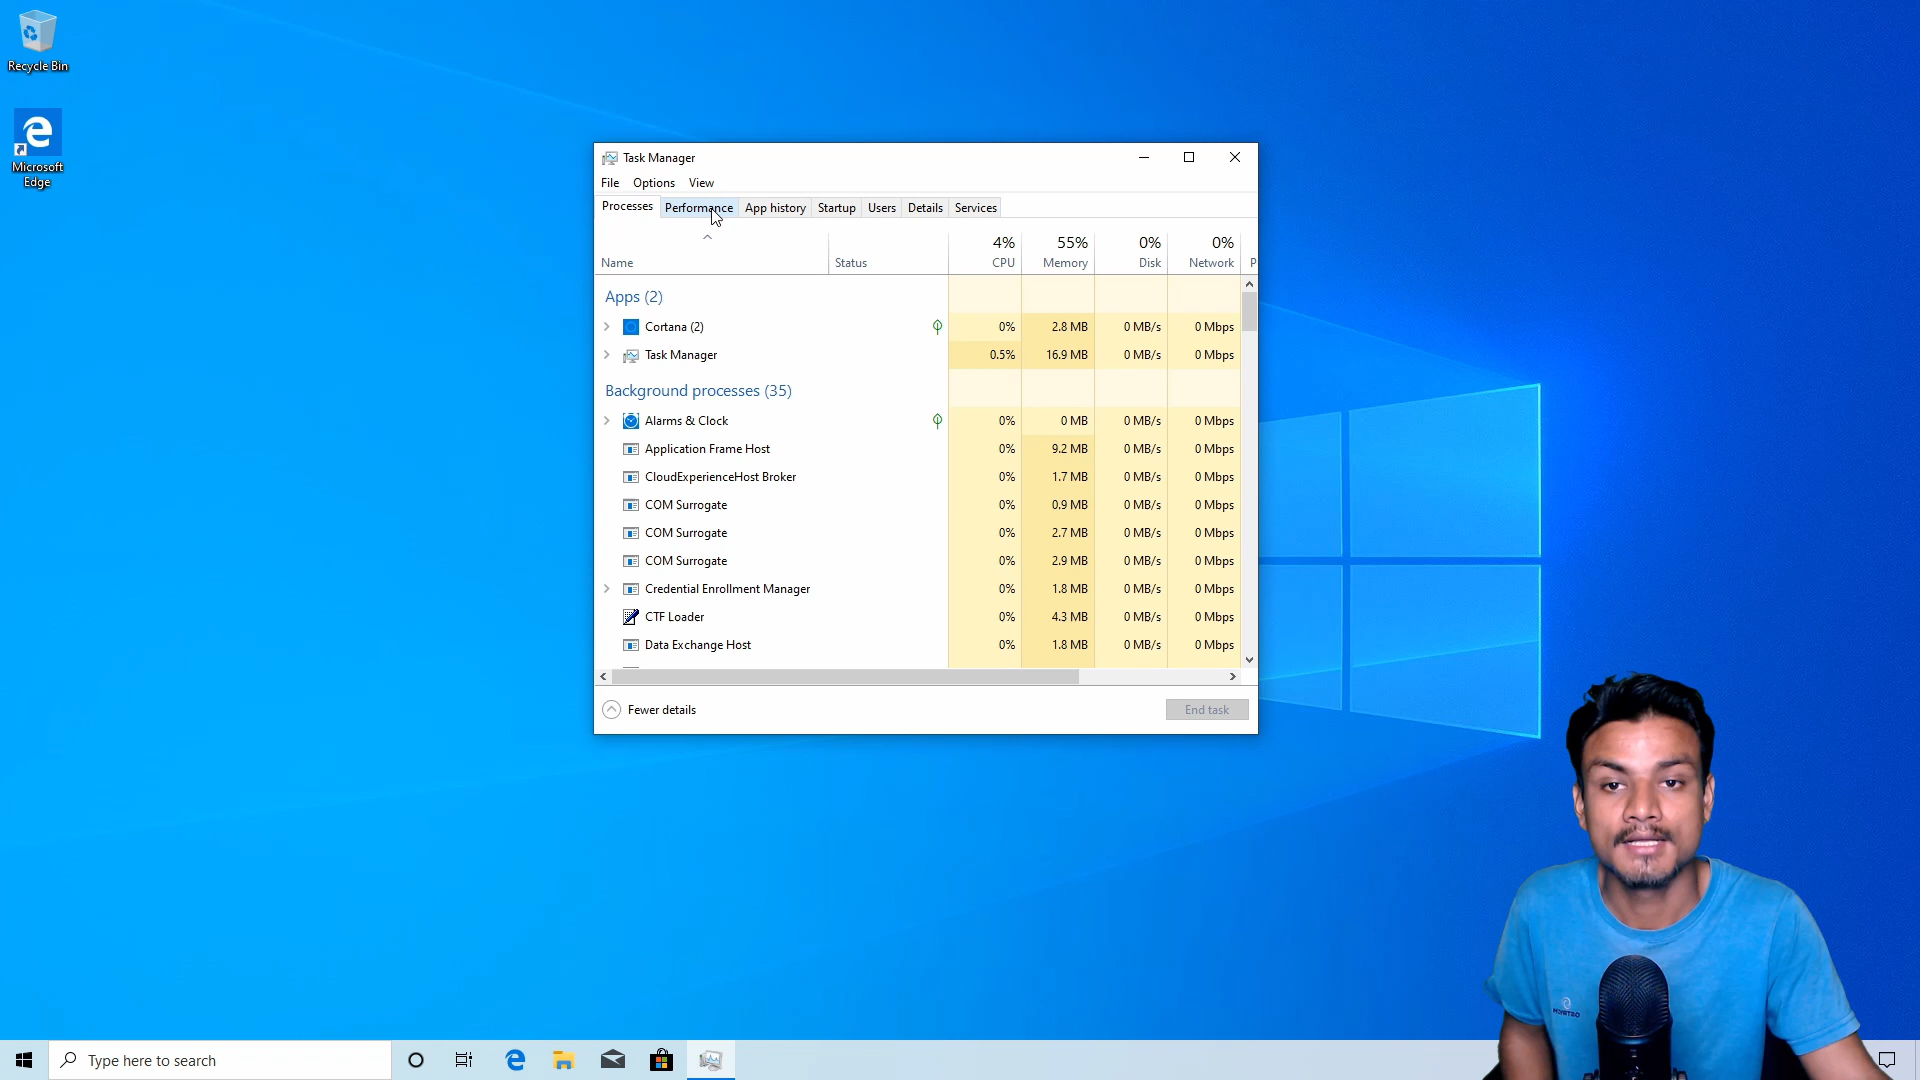 Recycle Bin
Microsoft
Edge
Task Manager
File Options View
Processes Performance App history Startup Users Details Services
4% 55% 0% 0%
Name Status CPU Memory Disk Network P
Apps (2)
Cortana (2) 0% 2.8 MB 0 MB/s 0 Mbps
Task Manager 0.5% 16.9 MB 0 MB/s 0 Mbps
Background processes (35)
Alarms & Clock 0% 0 MB 0 MB/s 0 Mbps
Application Frame Host 0% 9.2 MB 0 MB/s 0 Mbps
CloudExperienceHost Broker 0% 1.7 MB 0 MB/s 0 Mbps
COM Surrogate 0% 0.9 MB 0 MB/s 0 Mbps
COM Surrogate 0% 2.7 MB 0 MB/s 0 Mbps
COM Surrogate 0% 2.9 MB 0 MB/s 0 Mbps
Credential Enrollment Manager 0% 1.8 MB 0 MB/s 0 Mbps
CTF Loader 0% 4.3 MB 0 MB/s 0 Mbps
Data Exchange Host 0% 1.8 MB 0 MB/s 0 Mbps
Fewer details End task
Type here to search